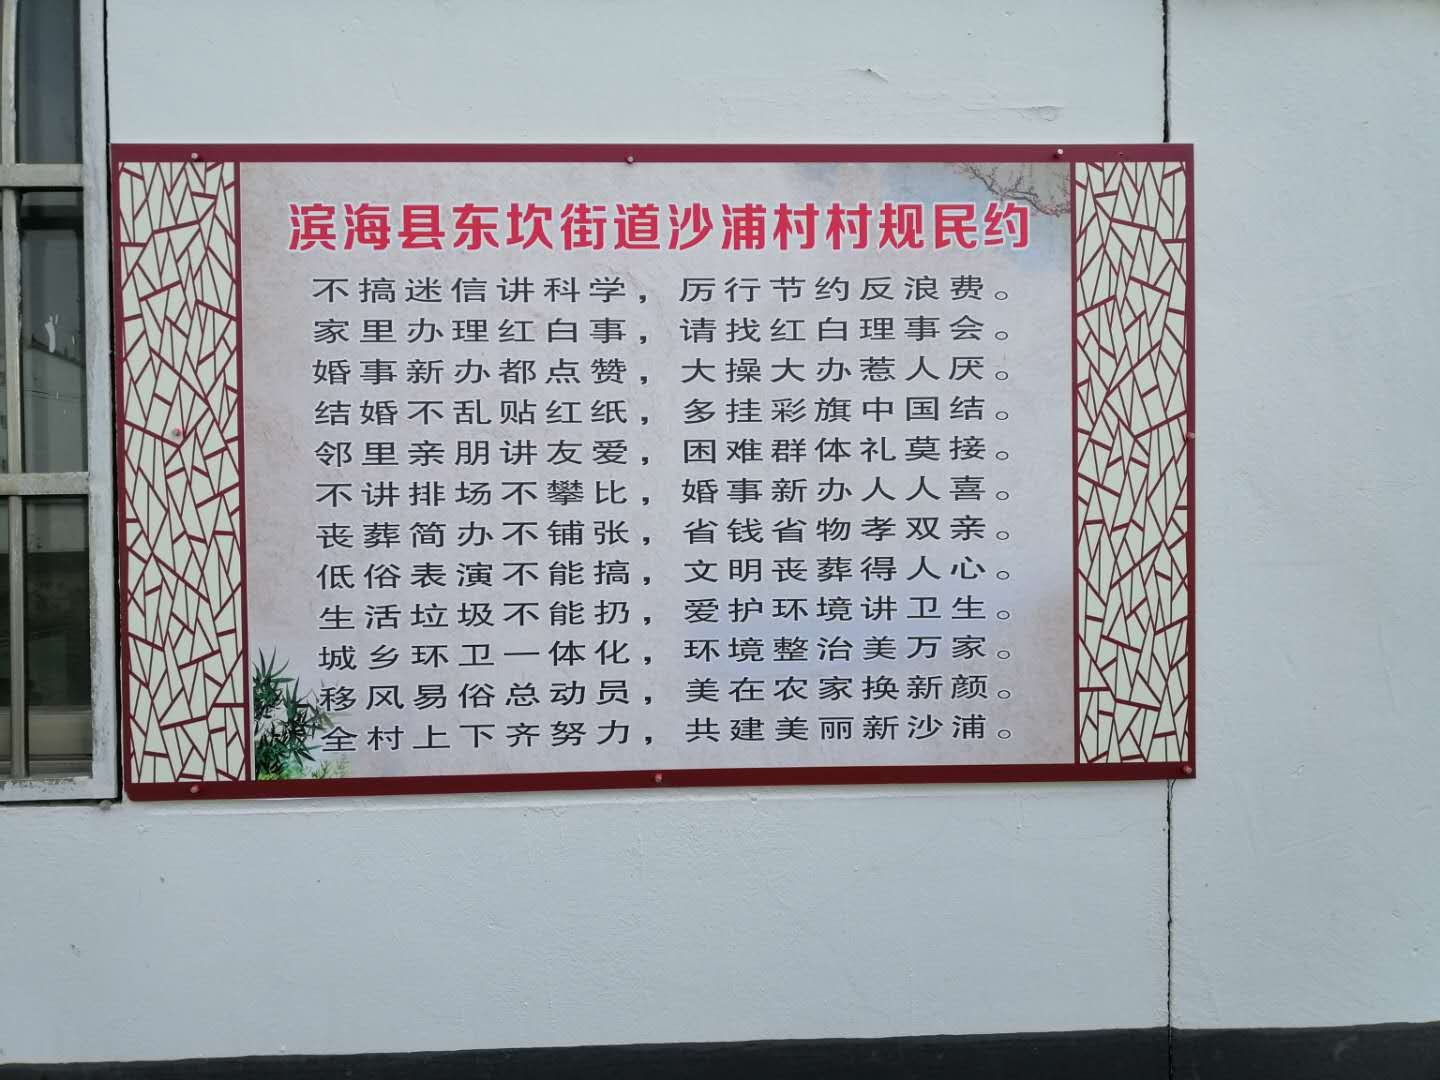 滨海县东坎街道沙浦村村规民约
不搞迷信讲科学，厉行节约反浪费。
家里办理红白事，请找红白理事会。
婚事新办都点赞，大操大办惹人厌。
结婚不乱贴红纸，多挂彩旗中国结。
邻里亲朋讲友爱，困难群体礼莫接。
不讲排场不攀比，婚事新办人人喜。
丧葬简办不铺张，省钱省物孝双亲。
低俗表演不能搞，文明丧葬得人心。
生活垃圾不能扔，爱护环境讲卫生。
城乡环卫一体化，环境整治美万家。
移风易俗总动员，美在农家换新颜。
全村上下齐努力，共建美丽新沙浦。